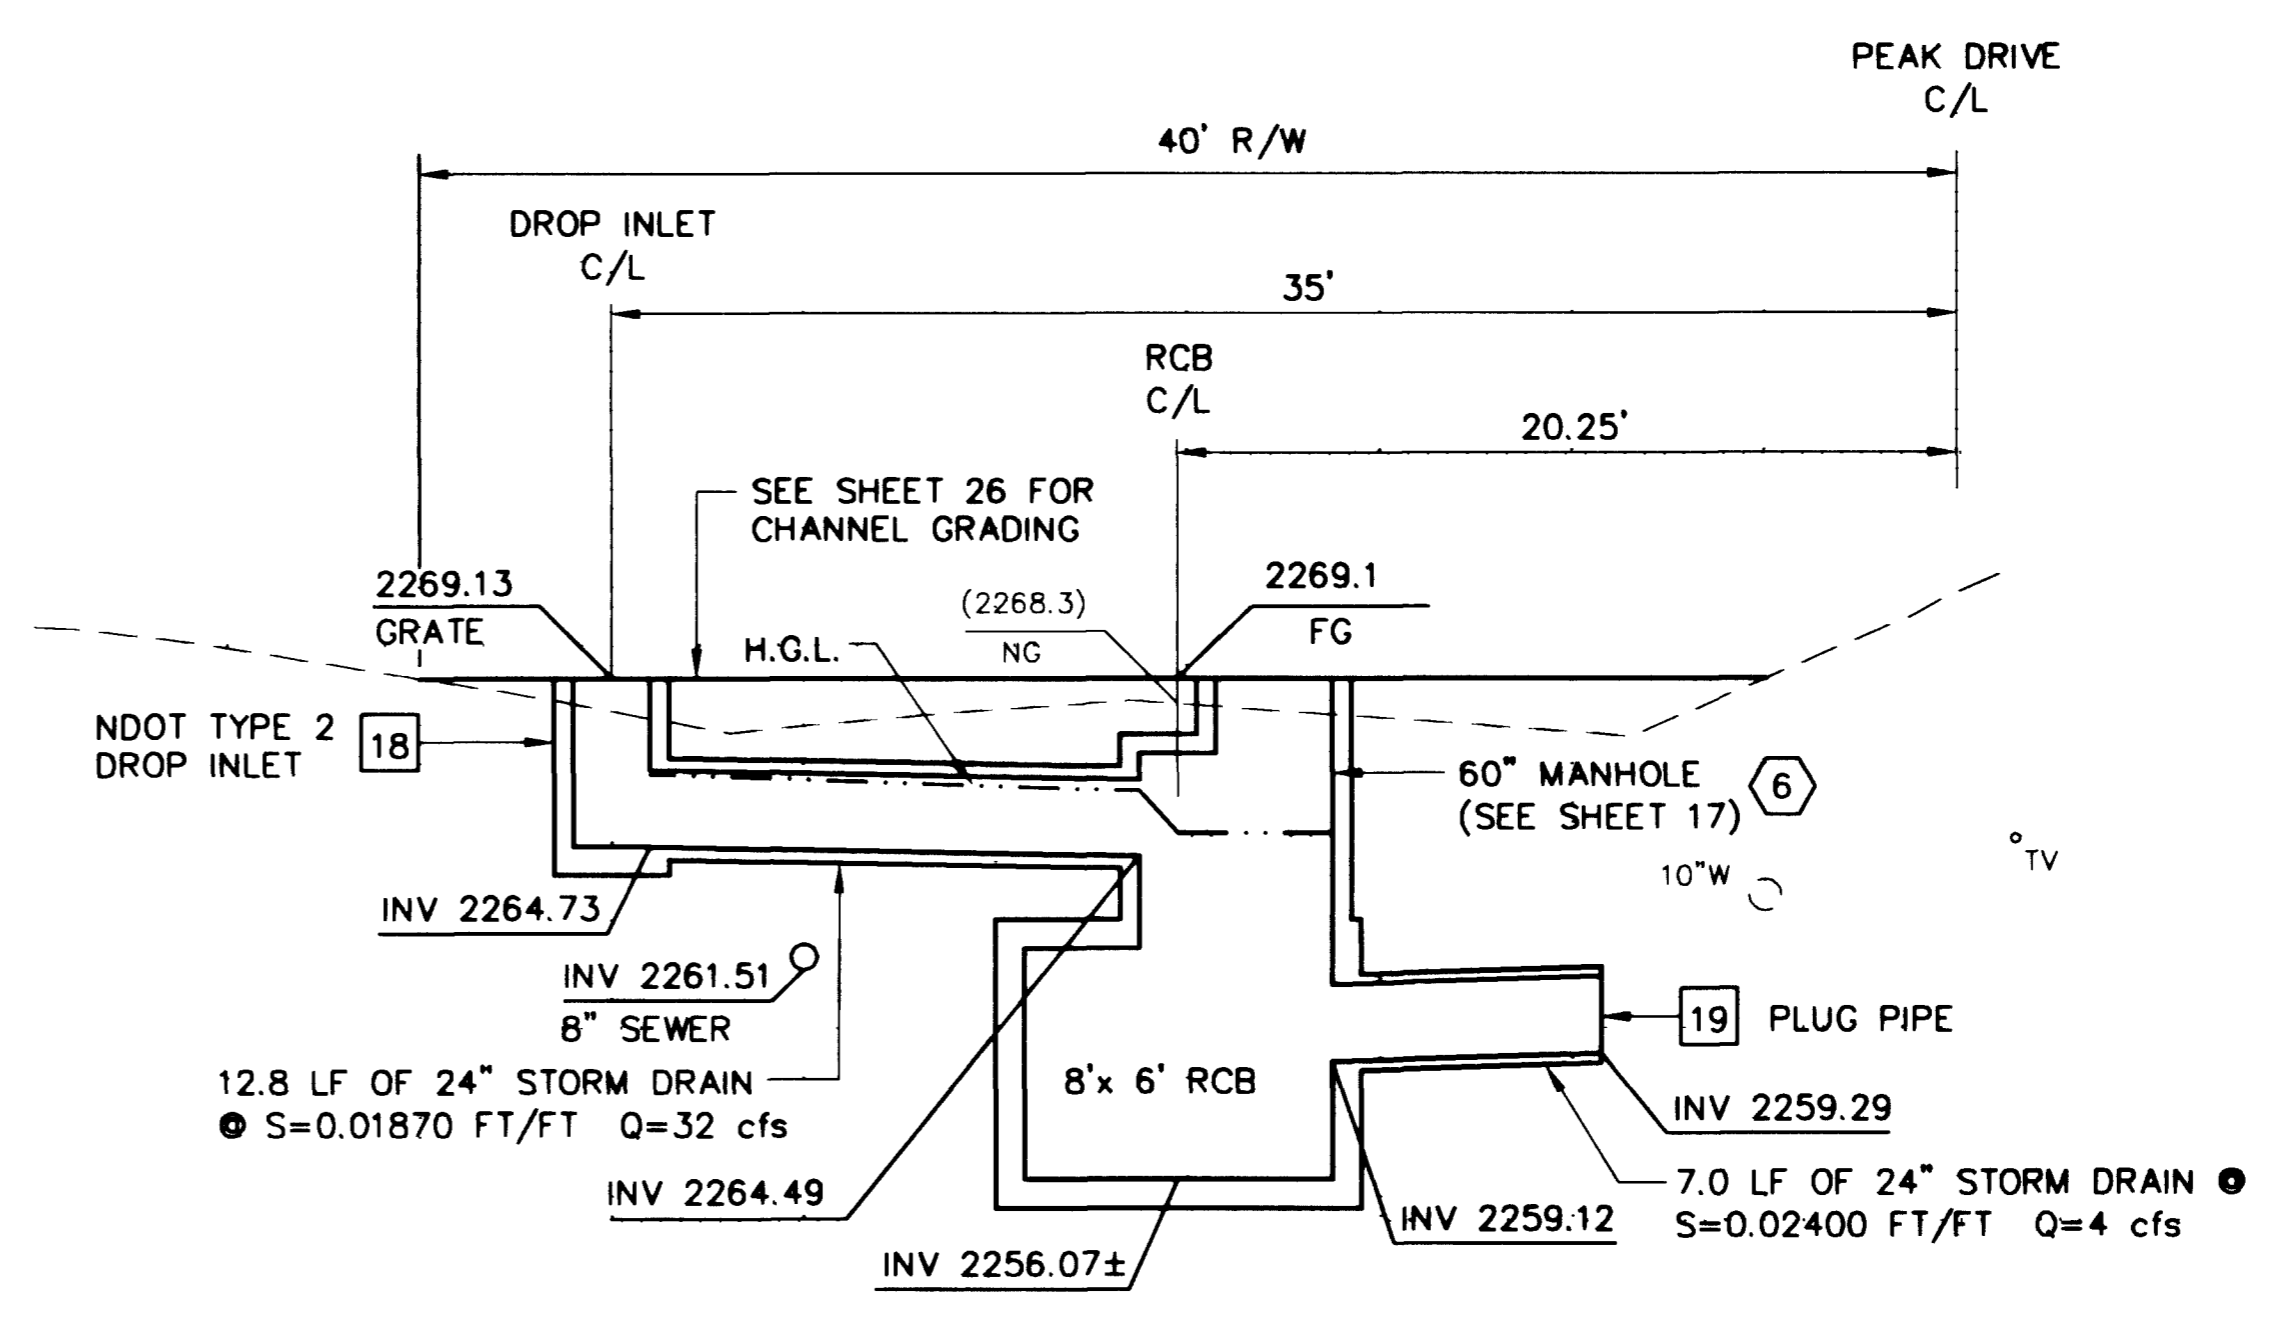 PEAK DRIVE
C/L
40' R/W
DROP INLET
C/L
35'
RCB
C/L
20.25'
SEE SHEET 26 FOR
CHANNEL GRADING
2269.13
GRATE
(2268.3)
NG
2269.1
FG
H.G.L.
NDOT TYPE 2
DROP INLET
18
60" MANHOLE
(SEE SHEET 17)
6
TV
10"W
INV 2264.73
INV 2261.51
8" SEWER
19
PLUG PIPE
12.8 LF OF 24" STORM DRAIN
@ S=0.01870 FT/FT Q=32 cfs
8'x 6' RCB
INV 2259.29
INV 2264.49
7.0 LF OF 24" STORM DRAIN @
S=0.02400 FT/FT Q=4 cfs
INV 2259.12
INV 2256.07±